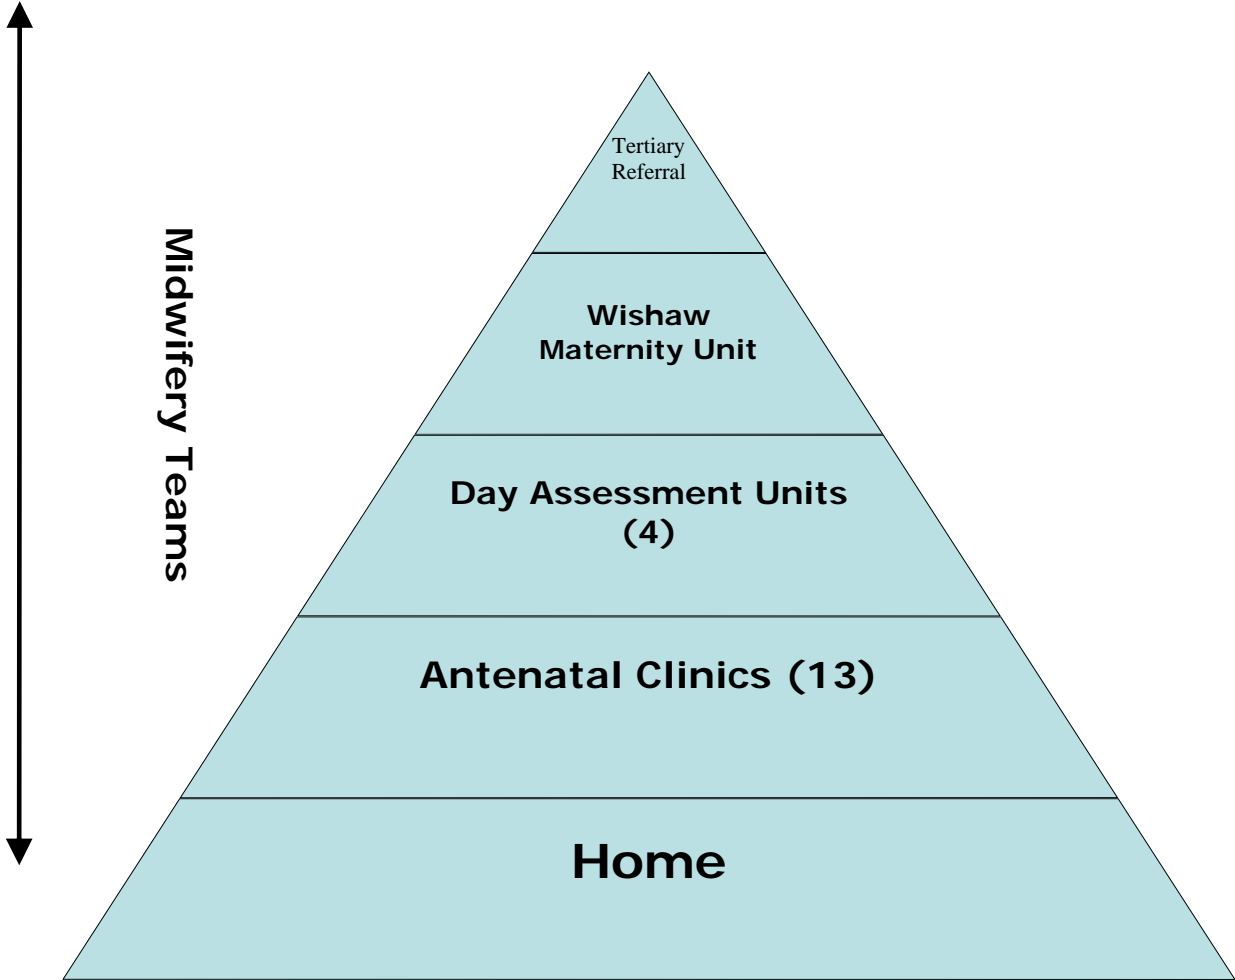 Tertiary
Referral
Wishaw
Maternity Unit
Day Assessment Units
(4)
Antenatal Clinics (13)
Home
Midwifery Teams